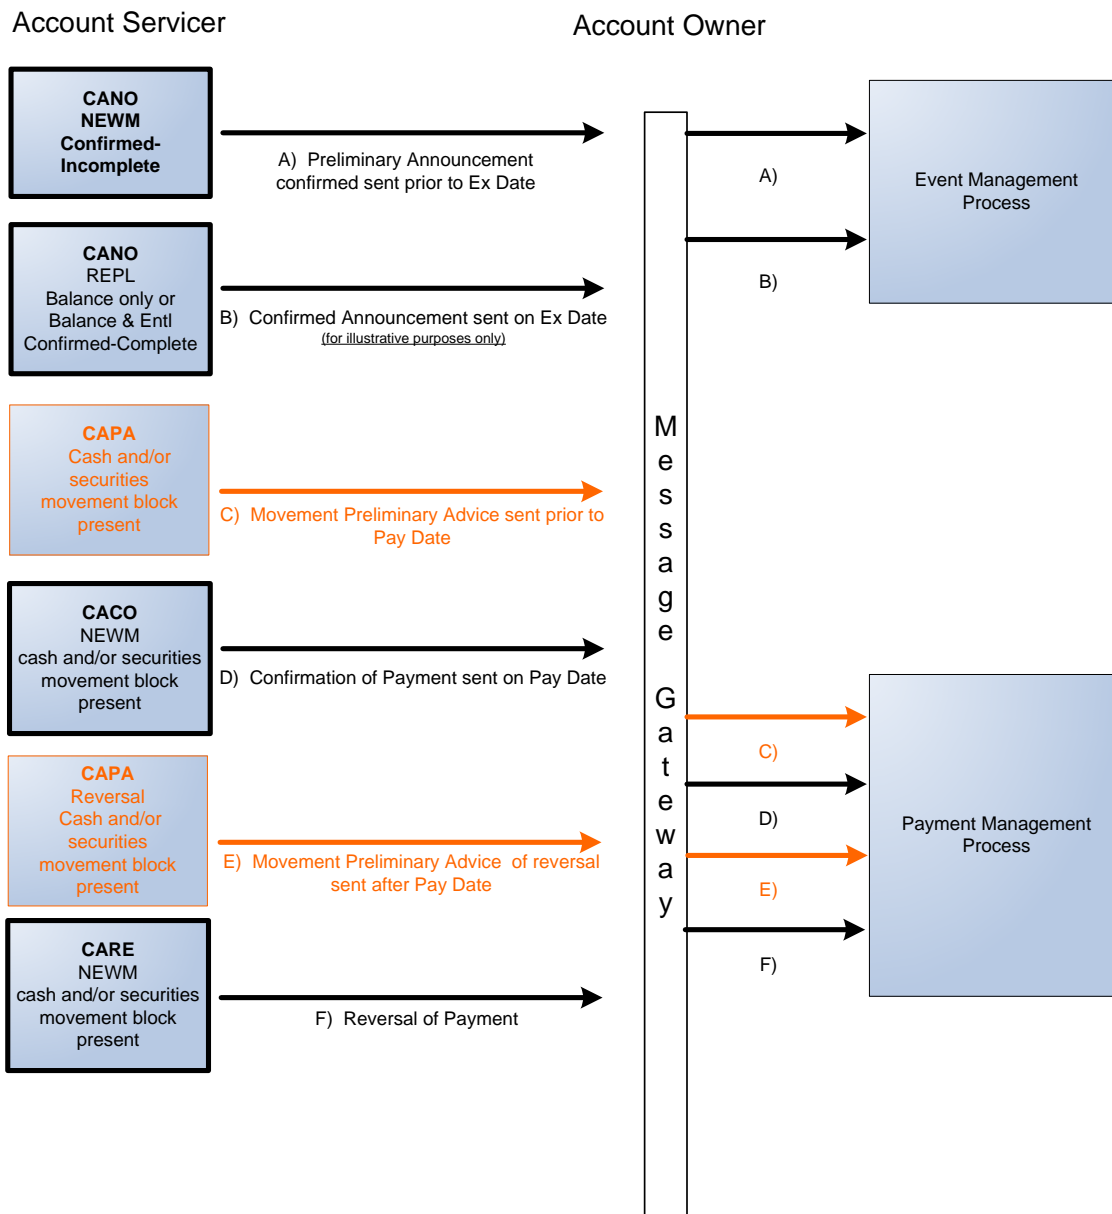 Account Servicer
Account Owner
CANO
NEWM
Confirmed-
Incomplete
A)  Preliminary Announcement
confirmed sent prior to Ex Date
A)
Event Management
Process
CANO
REPL
Balance only or
Balance & Entl
Confirmed-Complete
B)  Confirmed Announcement sent on Ex Date
(for illustrative purposes only)
B)
CAPA
Cash and/or
securities
movement block
present
C)  Movement Preliminary Advice sent prior to
Pay Date
Message Gateway
CACO
NEWM
cash and/or securities
movement block
present
D)  Confirmation of Payment sent on Pay Date
C)
D)
E)
F)
Payment Management
Process
CAPA
Reversal
Cash and/or
securities
movement block
present
E)  Movement Preliminary Advice  of reversal
sent after Pay Date
CARE
NEWM
cash and/or securities
movement block
present
F)  Reversal of Payment